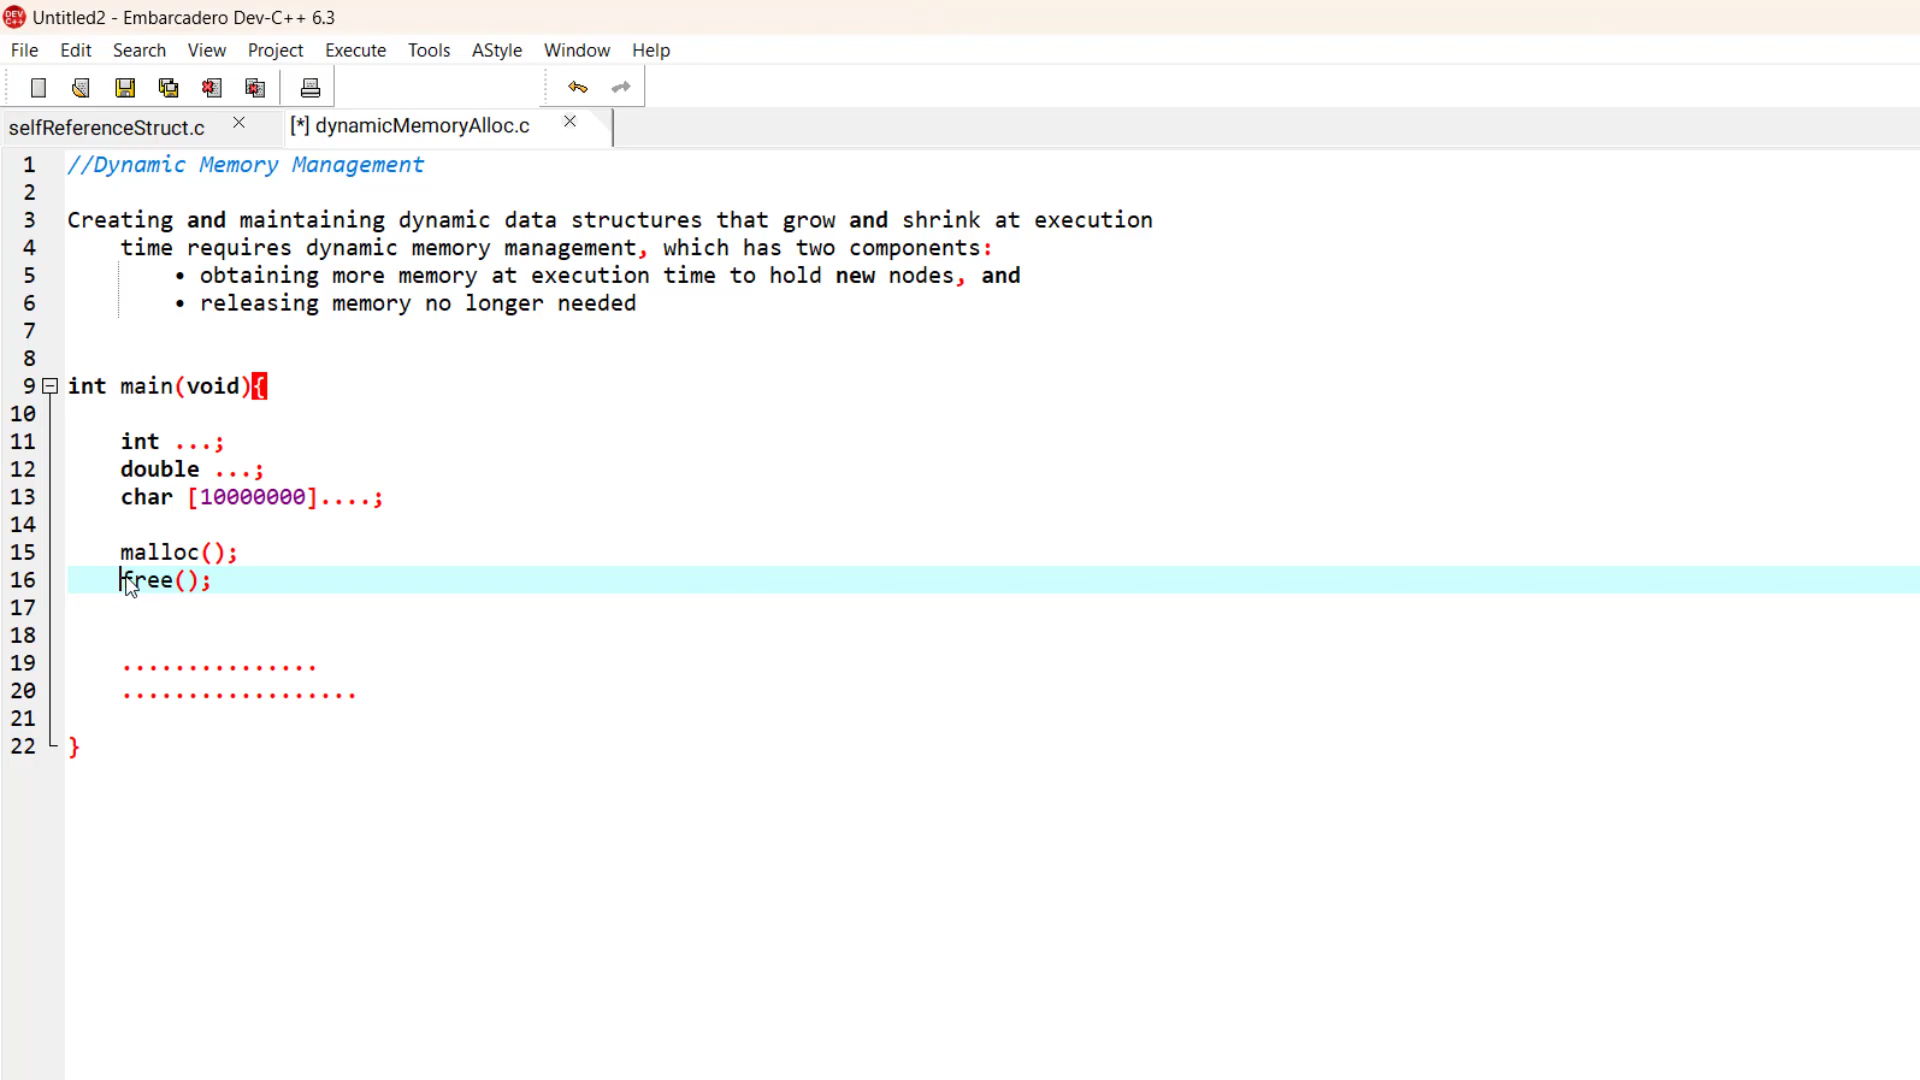 Untitled2 - Embarcadero Dev-C++ 6.3
File Edit Search View Project Execute Tools AStyle Window Help
selfReferenceStruct.c [*] dynamicMemoryAlloc.c
1 //Dynamic Memory Management
2
3 Creating and maintaining dynamic data structures that grow and shrink at execution
4 time requires dynamic memory management, which has two components:
5 • obtaining more memory at execution time to hold new nodes, and
6 • releasing memory no longer needed
7
8
9 int main(void){
10
11 int ...;
12 double ...;
13 char [10000000]....;
14
15 malloc();
16 free();
17
18
19 ...............
20 ..................
21
22 }